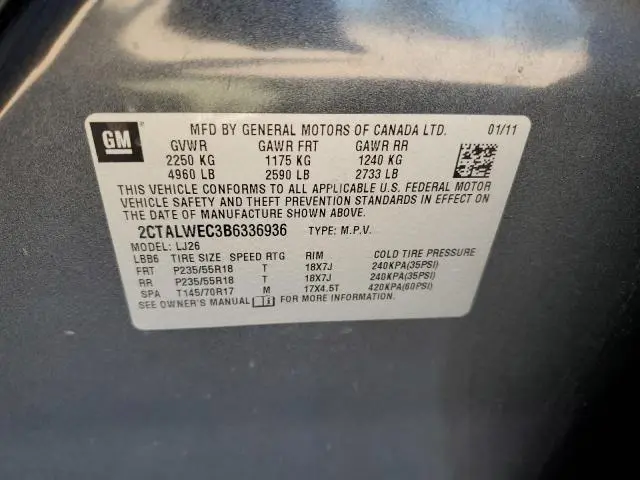 GM
MFD BY GENERAL MOTORS OF CANADA LTD. 01/11
GVWR GAWR FRT GAWR RR
2250 KG 1175 KG 1240 KG
4960 LB 2590 LB 2733 LB
THIS VEHICLE CONFORMS TO ALL APPLICABLE U.S. FEDERAL MOTOR
VEHICLE SAFETY AND THEFT PREVENTION STANDARDS IN EFFECT ON
THE DATE OF MANUFACTURE SHOWN ABOVE.
2CTALWEC3B6336936 TYPE: M.P.V.
MODEL: LJ26
LBB6 TIRE SIZE SPEED RTG RIM COLD TIRE PRESSURE
FRT P235/55R18 T 18X7J 240KPA(35PSI)
RR P235/55R18 T 18X7J 240KPA(35PSI)
SPA T145/70R17 M 17X4.5T 420KPA(60PSI)
SEE OWNER'S MANUAL FOR MORE INFORMATION.